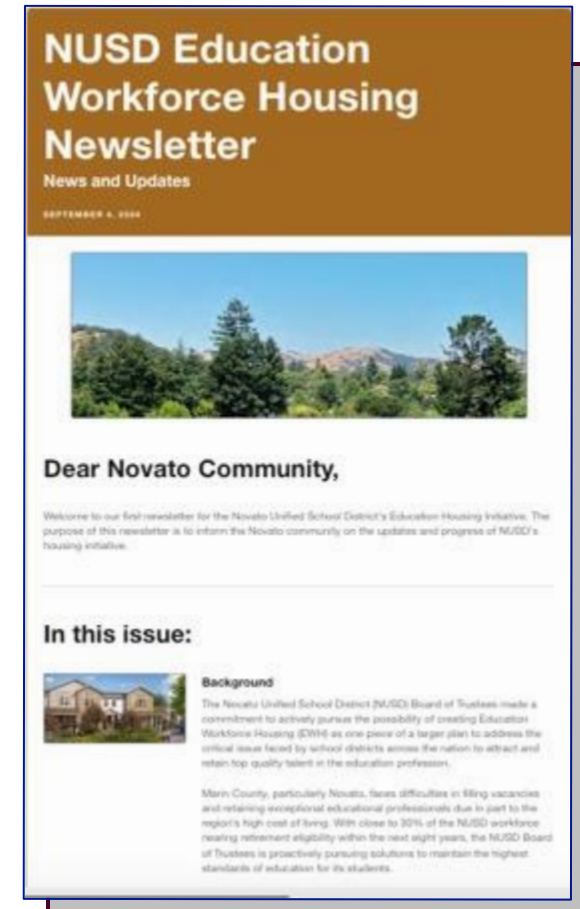 NUSD Education
Workforce Housing
Newsletter
News and Updates
SEPTEMBER 4, 2024
Dear Novato Community,
Welcome to our first newsletter for the Novato Unified School District's Education Housing Initiative. The
purpose of this newsletter is to inform the Novato community on the updates and progress of NUSD's
housing initiative.
In this issue:
Background
The Novato Unified School District (NUSD) Board of Trustees made a
commitment to actively pursue the possibility of creating Education
Workforce Housing (EWH) as one piece of a larger plan to address the
critical issue faced by school districts across the nation to attract and
retain top quality talent in the education profession.
Marin County, particularly Novato, faces difficulties in filling vacancies
and retaining exceptional educational professionals due in part to the
region's high cost of living. With close to 30% of the NUSD workforce
nearing retirement eligibility within the next eight years, the NUSD Board
of Trustees is proactively pursuing solutions to maintain the highest
standards of education for its students.